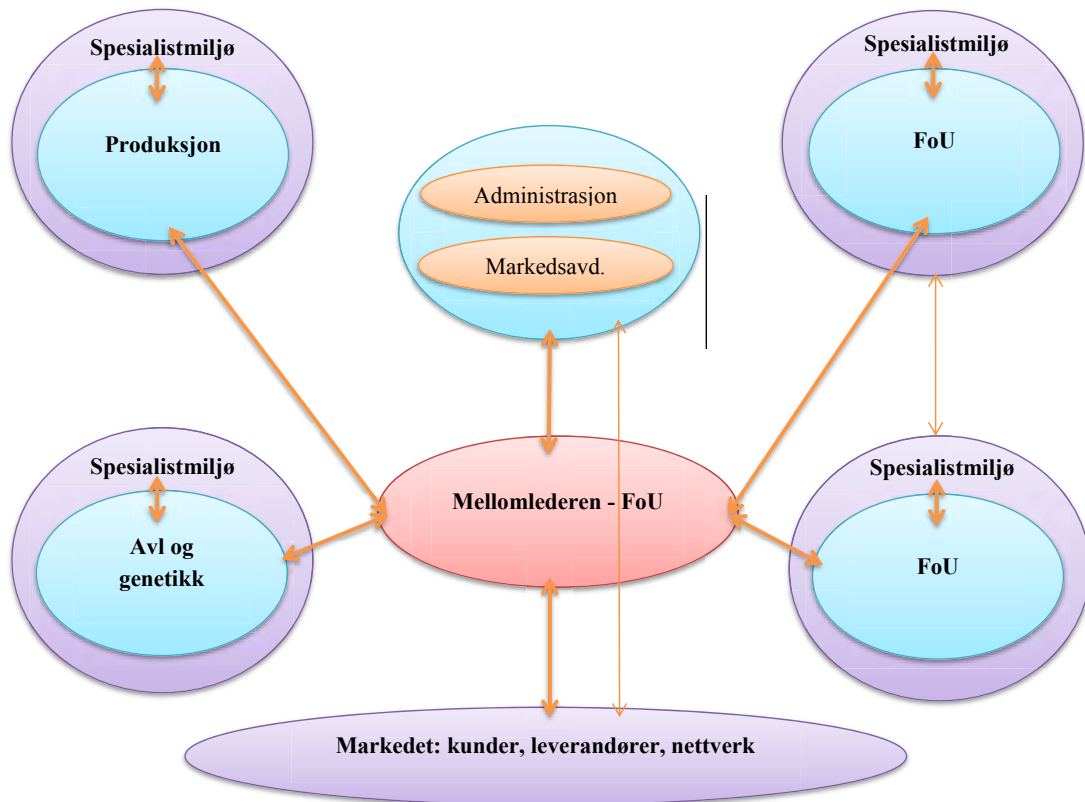 Spesialistmiljø
Produksjon
Spesialistmiljø
FoU
Administrasjon
Markedsavd.
Spesialistmiljø
Avl og
genetikk
Mellomlederen - FoU
Spesialistmiljø
FoU
Markedet: kunder, leverandører, nettverk